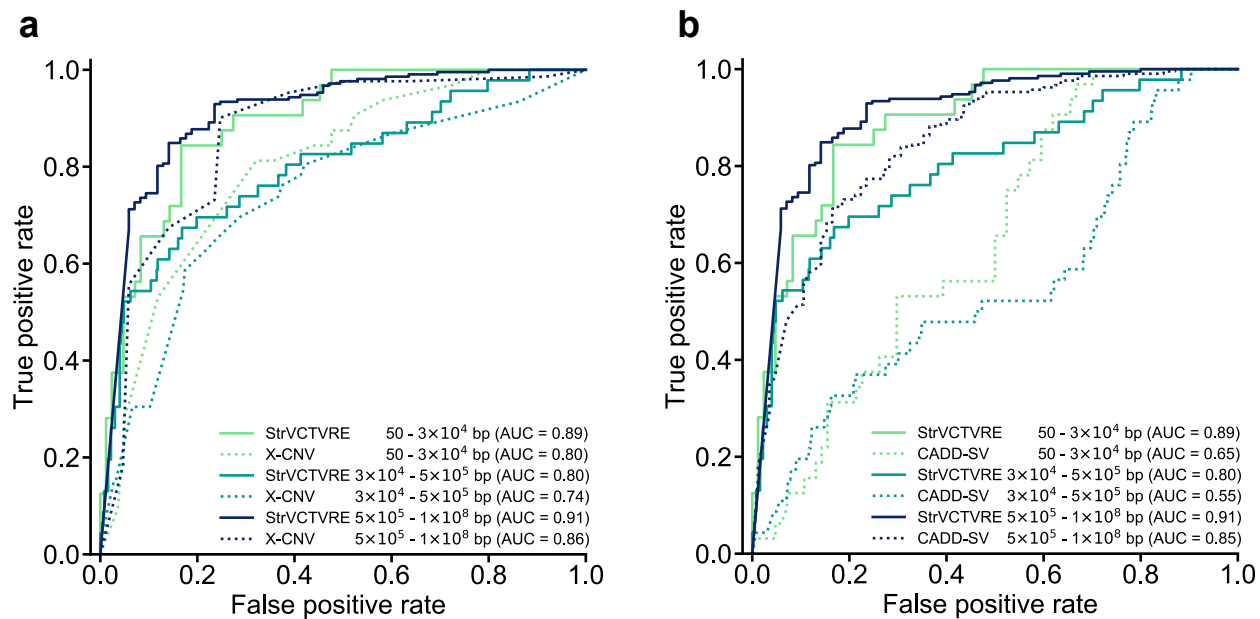 a
1.0
0.8
0.6
0.4
0.2
0.0
True positive rate
StrVCTVRE 50 - 3×10⁴ bp (AUC = 0.89)
X-CNV 50 - 3×10⁴ bp (AUC = 0.80)
StrVCTVRE 3×10⁴ - 5×10⁵ bp (AUC = 0.80)
X-CNV 3×10⁴ - 5×10⁵ bp (AUC = 0.74)
StrVCTVRE 5×10⁵ - 1×10⁸ bp (AUC = 0.91)
X-CNV 5×10⁵ - 1×10⁸ bp (AUC = 0.86)
0.0 0.2 0.4 0.6 0.8 1.0
False positive rate
b
1.0
0.8
0.6
0.4
0.2
0.0
True positive rate
StrVCTVRE 50 - 3×10⁴ bp (AUC = 0.89)
CADD-SV 50 - 3×10⁴ bp (AUC = 0.65)
StrVCTVRE 3×10⁴ - 5×10⁵ bp (AUC = 0.80)
CADD-SV 3×10⁴ - 5×10⁵ bp (AUC = 0.55)
StrVCTVRE 5×10⁵ - 1×10⁸ bp (AUC = 0.91)
CADD-SV 5×10⁵ - 1×10⁸ bp (AUC = 0.85)
0.0 0.2 0.4 0.6 0.8 1.0
False positive rate